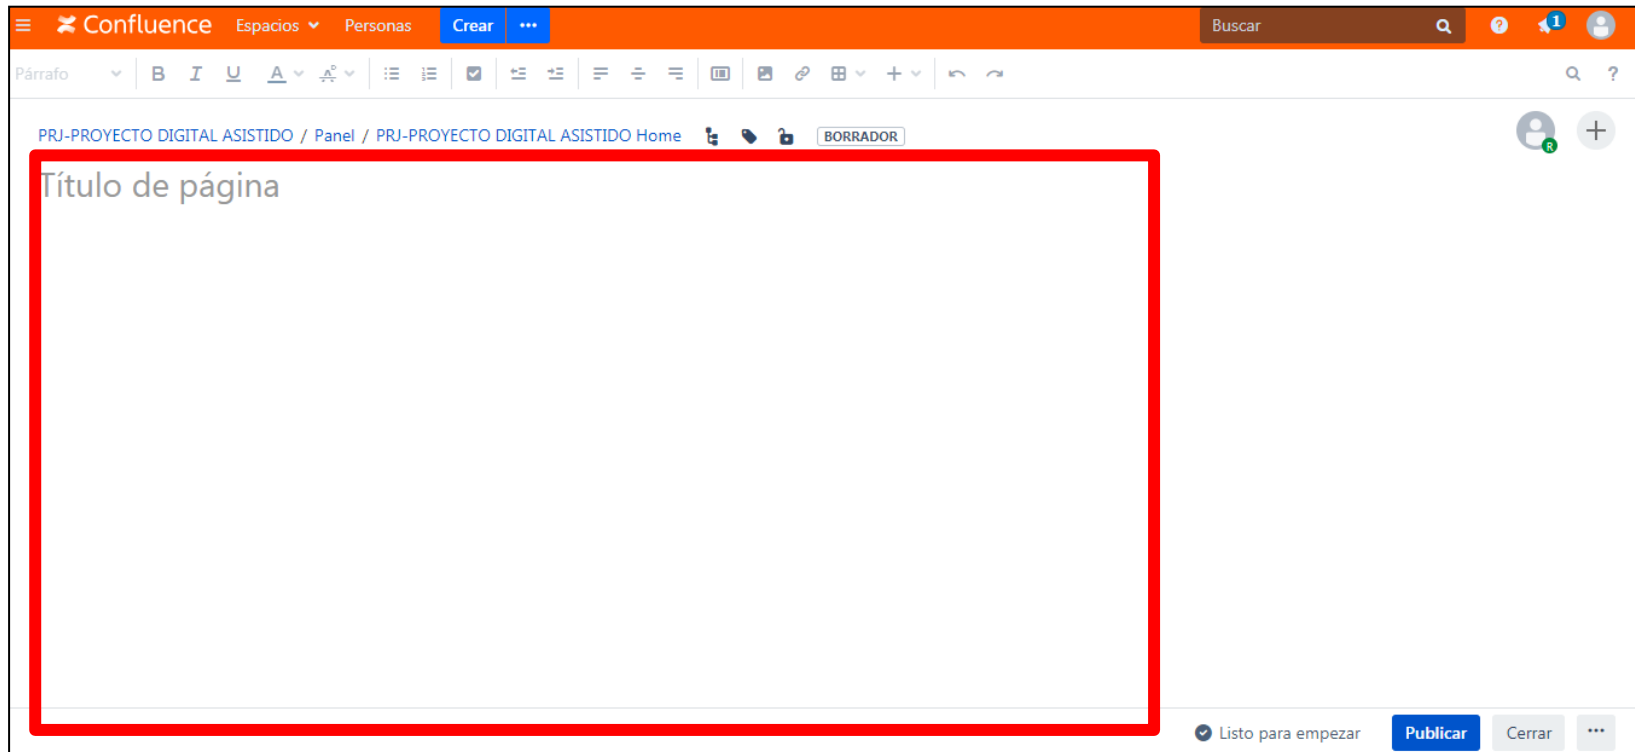 Confluence Espacios Personas Crear ••• Buscar 1
Párrafo B I U A A ?
PRJ-PROYECTO DIGITAL ASISTIDO / Panel / PRJ-PROYECTO DIGITAL ASISTIDO Home BORRADOR R
Título de página
Listo para empezar Publicar Cerrar •••